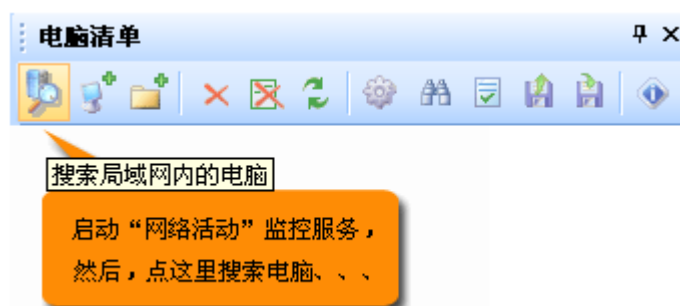 电脑清单
搜索局域网内的电脑
启动“网络活动”监控服务，
然后，点这里搜索电脑、、、